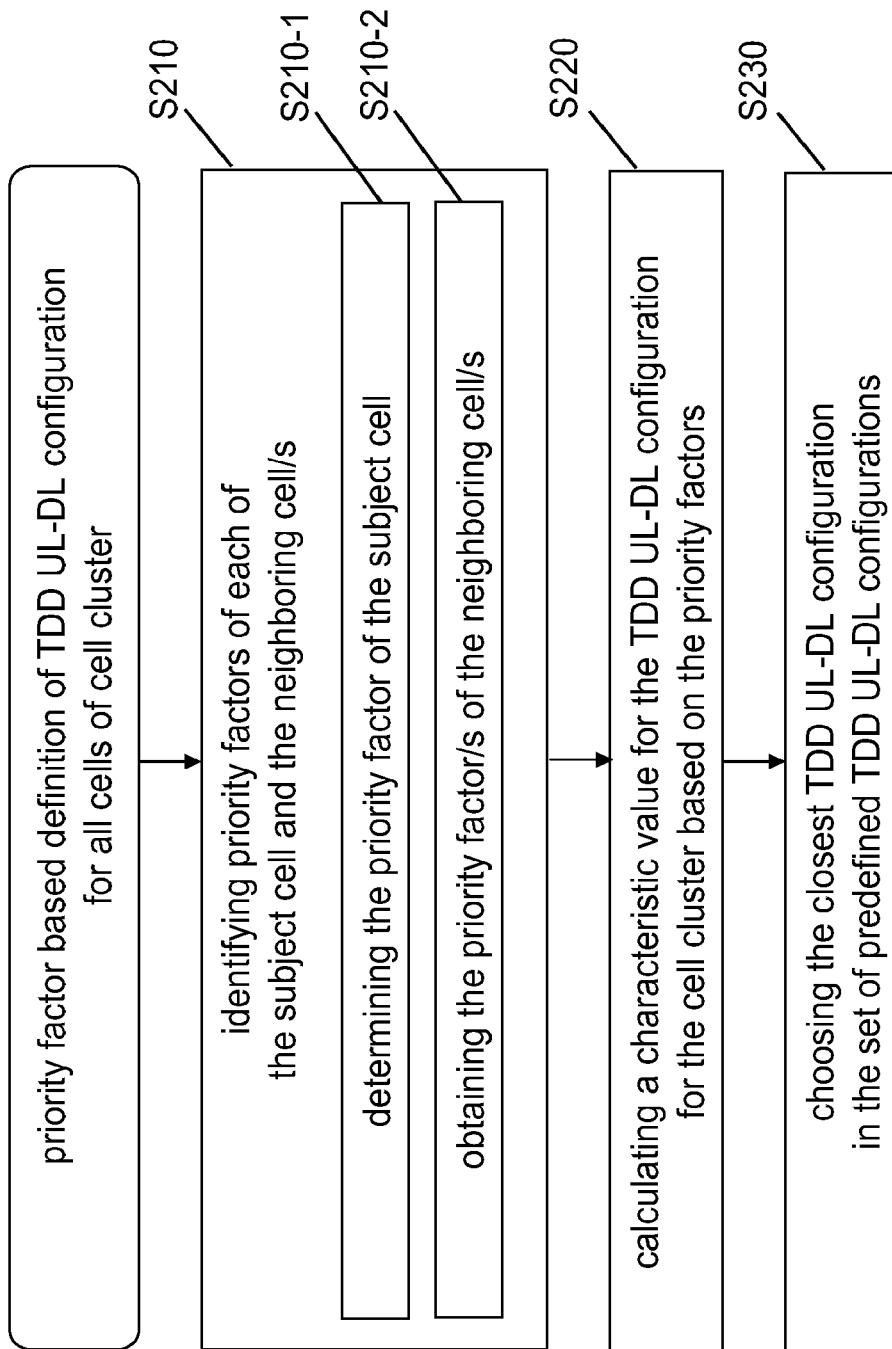 priority factor based definition of TDD UL-DL configuration
for all cells of cell cluster
S210
identifying priority factors of each of
the subject cell and the neighboring cell/s
S210-1
determining the priority factor of the subject cell
S210-2
obtaining the priority factor/s of the neighboring cell/s
S220
calculating a characteristic value for the TDD UL-DL configuration
for the cell cluster based on the priority factors
S230
choosing the closest TDD UL-DL configuration
in the set of predefined TDD UL-DL configurations